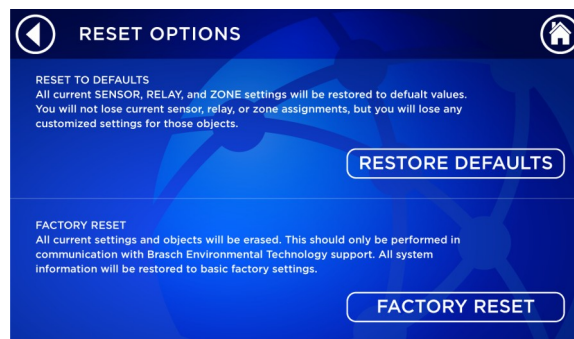 RESET OPTIONS
RESET TO DEFAULTS
All current SENSOR, RELAY, and ZONE settings will be restored to defualt values.
You will not lose current sensor, relay, or zone assignments, but you will lose any
customized settings for those objects.
RESTORE DEFAULTS
FACTORY RESET
All current settings and objects will be erased. This should only be performed in
communication with Brasch Environmental Technology support. All system
information will be restored to basic factory settings.
FACTORY RESET